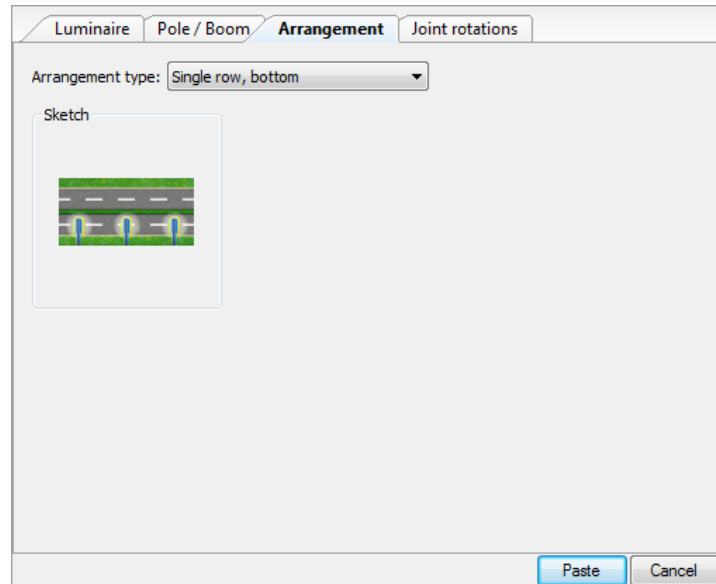 Luminaire Pole / Boom Arrangement Joint rotations
Arrangement type: Single row, bottom
Sketch
Paste Cancel